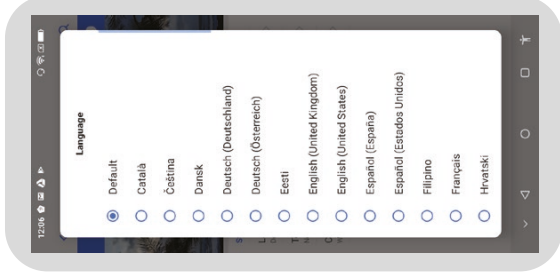 12:06
Language
Default
Català
Čeština
Dansk
Deutsch (Deutschland)
Deutsch (Österreich)
Eesti
English (United Kingdom)
English (United States)
Español (España)
Español (Estados Unidos)
Filipino
Français
Hrvatski